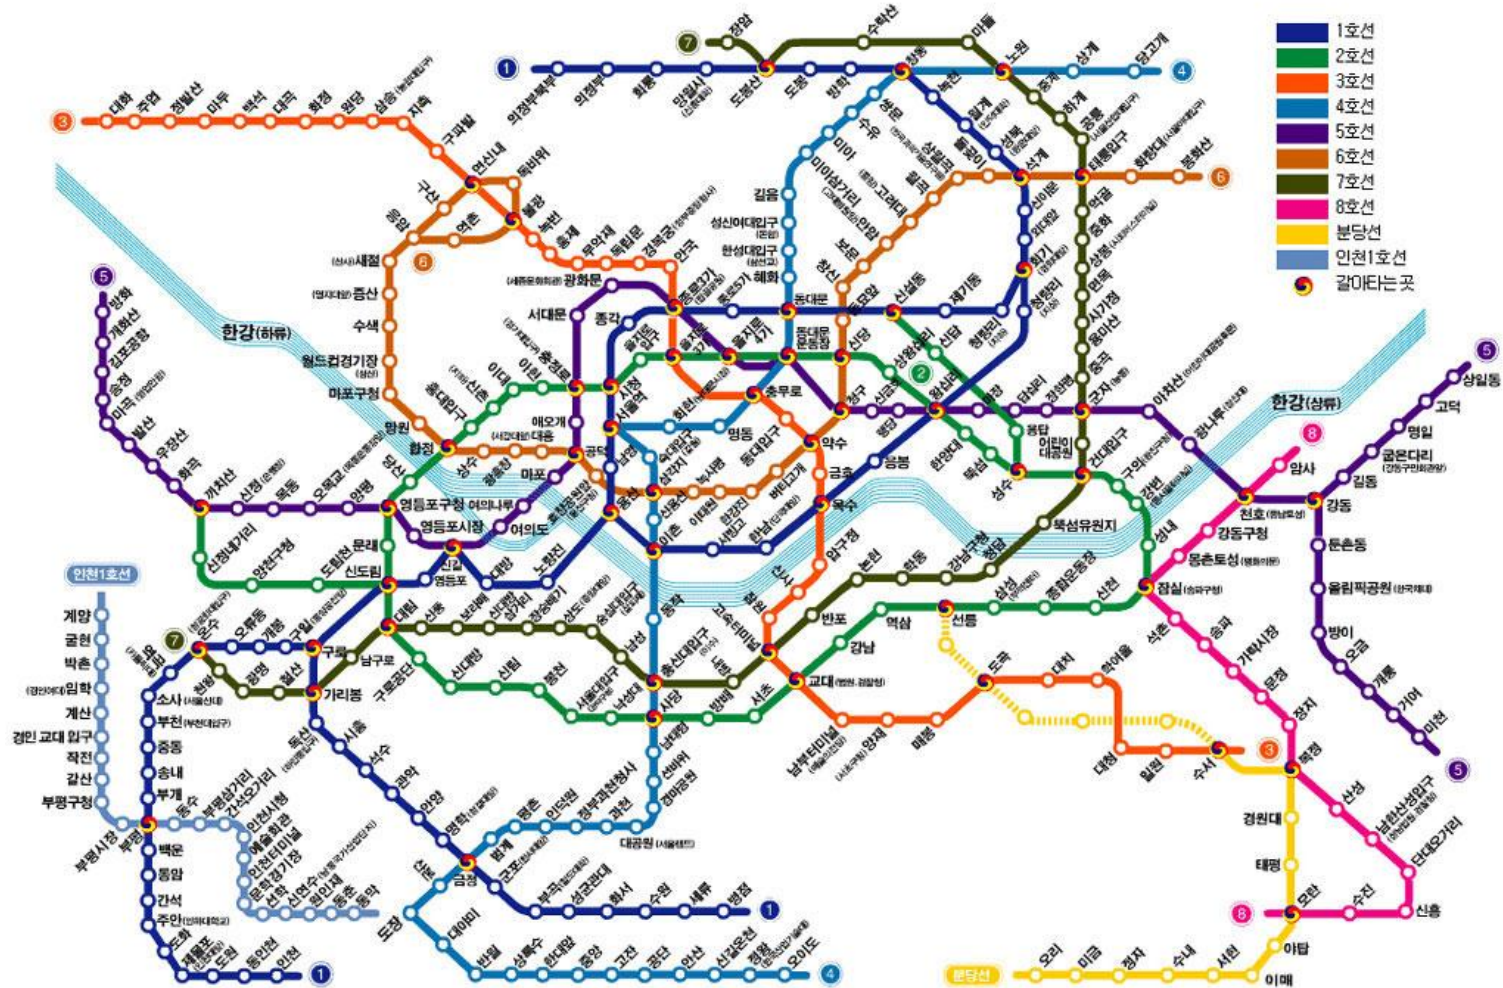 1호선
2호선
3호선
4호선
5호선
6호선
7호선
8호선
분당선
인천1호선
갈아타는곳
7
장암
수락산
마들
1
의정부북부
의정부
회룡
망월사
도봉산
도봉
방학
창동
노원
상계
당고개
4
3
대화
주엽
정발산
마두
백석
대곡
화정
원당
삼송
지축
구파발
연신내
독바위
불광
녹번
홍제
무악재
독립문
경복궁
안국
구산
응암
역촌
6
새절
증산
수색
월드컵경기장
마포구청
망원
합정
상수
광흥창
대흥
공덕
쌍문
수유
미아
미아삼거리
길음
성신여대입구
(돈암)
한성대입구
(삼선교)
혜화
동대문
녹천
월계
성북
석계
신이문
외대앞
회기
청량리
돌곶이
상월곡
월곡
고려대
안암
보문
창신
동묘앞
신설동
제기동
중계
하계
공릉
태릉입구
화랑대
봉화산
6
먹골
중화
상봉
면목
사가정
용마산
중곡
군자
어린이
대공원
건대입구
5
방화
개화산
김포공항
송정
마곡
발산
우장산
화곡
까치산
신정
목동
오목교
양평
영등포구청
영등포시장
신길
여의도
여의나루
마포
애오개
충정로
서대문
광화문
종로3가
을지로
4가
동대문
운동장
청구
신금호
행당
왕십리
마장
답십리
장한평
아차산
광나루
천호
강동
길동
굽은다리
명일
고덕
상일동
5
둔촌동
올림픽공원
방이
오금
개롱
거여
마천
5
한강(하류)
한강(상류)
종각
종로5가
시청
을지로
입구
을지로
3가
신당
상왕십리
2
신답
용답
성수
뚝섬
한양대
구의
강변
성내
잠실
신천
종합운동장
삼성
선릉
역삼
강남
교대
서초
방배
사당
낙성대
서울대입구
봉천
신림
신대방
구로공단
대림
신도림
문래
당산
홍대입구
신촌
이대
아현
도림천
양천구청
신정네거리
서울역
회현
명동
충무로
동대입구
약수
금호
옥수
압구정
신사
잠원
고속터미널
남부터미널
양재
매봉
도곡
대치
학여울
대청
일원
수서
3
남영
용산
노량진
대방
영등포
구로
구일
개봉
오류동
온수
7
역곡
소사
부천
중동
송내
부개
부평
백운
동암
간석
주안
도화
제물포
도원
동인천
인천
1
숙대입구
삼각지
신용산
이촌
동작
총신대입구
녹사평
이태원
한강진
버티고개
효창공원앞
서빙고
한남
응봉
뚝섬유원지
청담
강남구청
학동
논현
반포
내방
남성
숭실대입구
상도
장승배기
신대방
삼거리
보라매
신풍
남구로
가리봉
철산
광명
천왕
독산
시흥
석수
관악
안양
명학
금정
군포
부곡
성균관대
화서
수원
세류
병점
1
남태령
선바위
경마공원
대공원
과천
정부과천청사
인덕원
평촌
범계
산본
대야미
반월
상록수
한대앞
중앙
고잔
공단
안산
신길온천
정왕
오이도
4
8
암사
강동구청
몽촌토성
석촌
송파
가락시장
문정
장지
복정
산성
남한산성입구
단대오거리
신흥
수진
모란
8
경원대
태평
야탑
이매
서현
수내
정자
미금
오리
분당선
인천1호선
계양
귤현
박촌
임학
계산
경인 교대 입구
작전
갈산
부평구청
부평시장
동수
부평삼거리
간석오거리
인천시청
예술회관
인천터미널
문학경기장
선학
신연수
원인재
동춘
동막